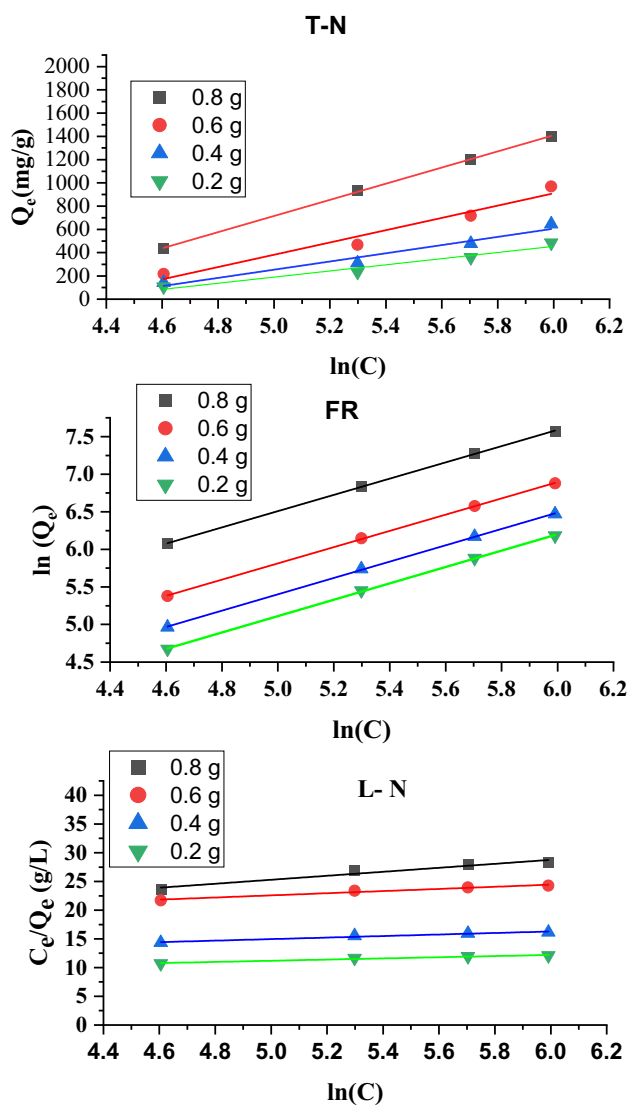 T-N
2000
1800
1600
1400
1200
1000
800
600
400
200
0
Qe(mg/g)
0.8 g
0.6 g
0.4 g
0.2 g
4.4 4.6 4.8 5.0 5.2 5.4 5.6 5.8 6.0 6.2
ln(C)
FR
0.8 g
0.6 g
0.4 g
0.2 g
7.5
7.0
6.5
6.0
5.5
5.0
4.5
ln (Qe)
4.4 4.6 4.8 5.0 5.2 5.4 5.6 5.8 6.0 6.2
ln(C)
L- N
0.8 g
0.6 g
0.4 g
0.2 g
40
35
30
25
20
15
10
5
0
Ce/Qe (g/L)
4.4 4.6 4.8 5.0 5.2 5.4 5.6 5.8 6.0 6.2
ln(C)